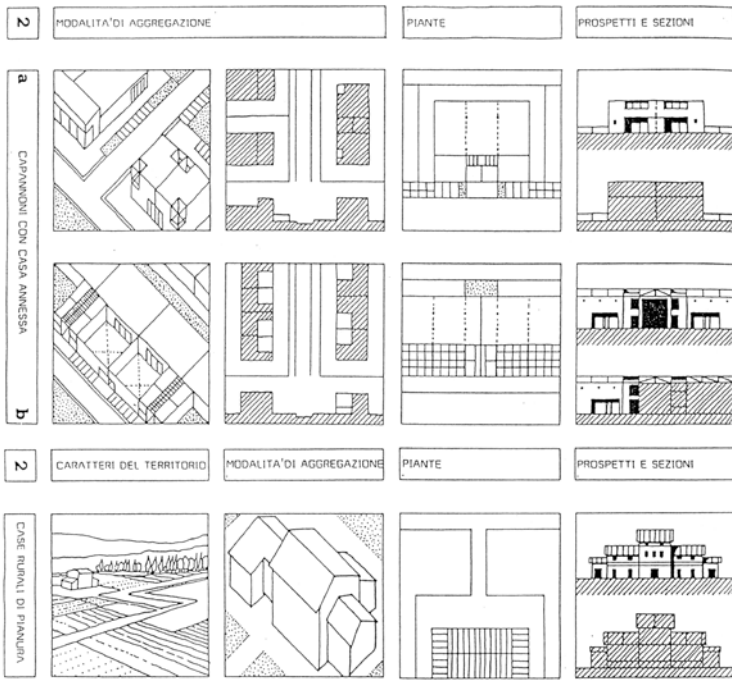 2
MODALITA'DI AGGREGAZIONE
PIANTE
PROSPETTI E SEZIONI
a
CAPANNONI CON CASA ANNESSA
b
2
CARATTERI DEL TERRITORIO
MODALITA'DI AGGREGAZIONE
PIANTE
PROSPETTI E SEZIONI
CASE RURALI DI PIANURA